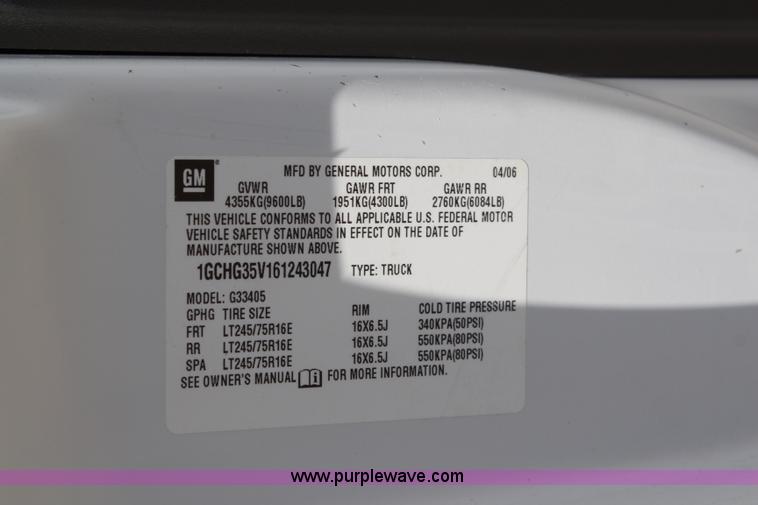 GM
MFD BY GENERAL MOTORS CORP. 04/06
GVWR GAWR FRT GAWR RR
4355KG(9600LB) 1951KG(4300LB) 2760KG(6084LB)
THIS VEHICLE CONFORMS TO ALL APPLICABLE U.S. FEDERAL MOTOR
VEHICLE SAFETY STANDARDS IN EFFECT ON THE DATE OF
MANUFACTURE SHOWN ABOVE.
1GCHG35V161243047 TYPE: TRUCK
MODEL: G33405
GPHG TIRE SIZE RIM COLD TIRE PRESSURE
FRT LT245/75R16E 16X6.5J 340KPA(50PSI)
RR LT245/75R16E 16X6.5J 550KPA(80PSI)
SPA LT245/75R16E 16X6.5J 550KPA(80PSI)
SEE OWNER'S MANUAL i FOR MORE INFORMATION.
www.purplewave.com